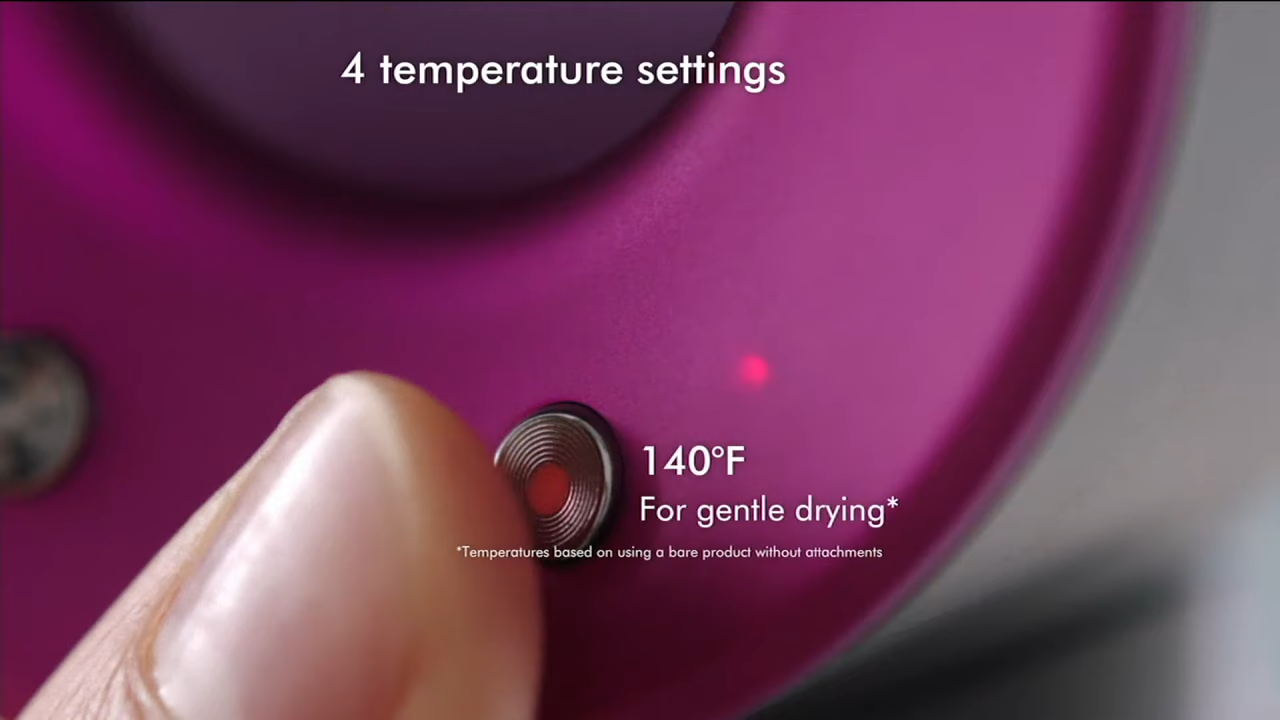 4 temperature settings
140°F
For gentle drying*
*Temperatures based on using a bare product without attachments